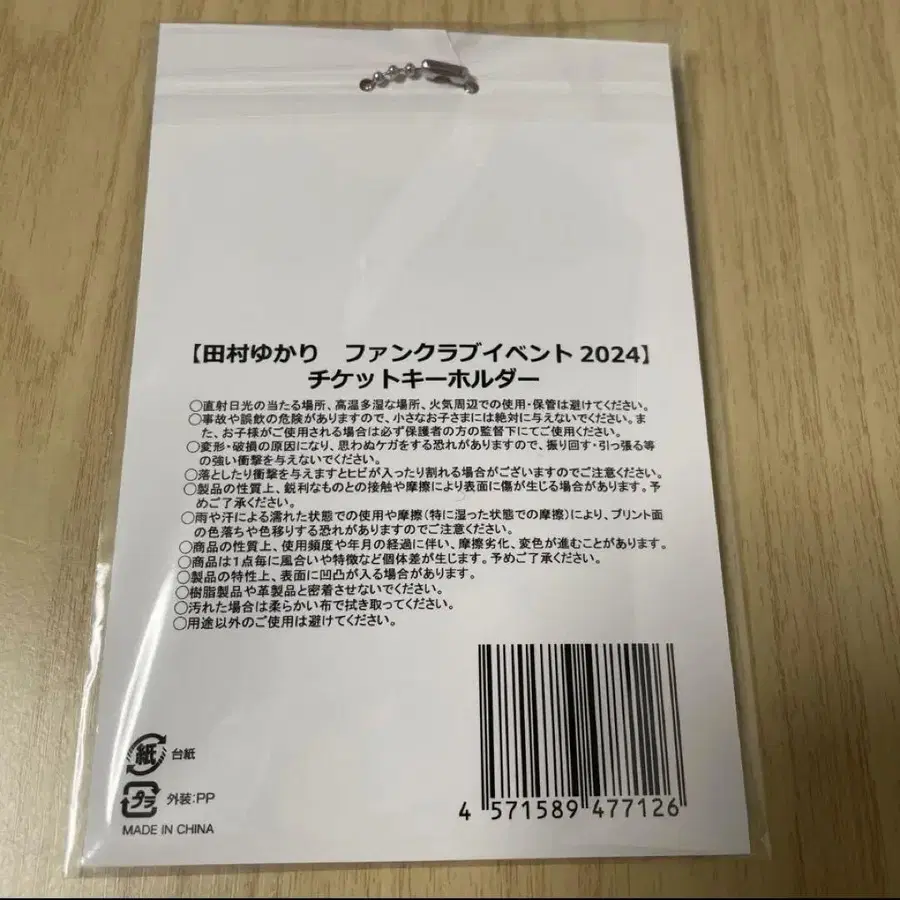 【田村ゆかり　ファンクラブイベント 2024】
チケットキーホルダー
○直射日光の当たる場所、高温多湿な場所、火気周辺での使用・保管は避けてください。
○事故や誤飲の危険がありますので、小さなお子さまには絶対に与えないでください。ま
た、お子様がご使用される場合は必ず保護者の方の監督下にてご使用ください。
○変形・破損の原因になり、思わぬケガをする恐れがありますので、振り回す・引っ張る等
の強い衝撃を与えないでください。
○落としたり衝撃を与えますとヒビが入ったり割れる場合がございますのでご注意ください。
○製品の性質上、鋭利なものとの接触や摩擦により表面に傷が生じる場合があります。予
めご了承ください。
○雨や汗による濡れた状態での使用や摩擦（特に湿った状態での摩擦）により、プリント面
の色落ちや色移りする恐れがありますのでご注意ください。
○商品の性質上、使用頻度や年月の経過に伴い、摩擦劣化、変色が進むことがあります。
○商品は1点毎に風合いや特徴など個体差が生じます。予めご了承ください。
○製品の特性上、表面に凹凸が入る場合があります。
○樹脂製品や革製品と密着させないでください。
○汚れた場合は柔らかい布で拭き取ってください。
○用途以外のご使用は避けてください。
紙 台紙
プラ 外装:PP
MADE IN CHINA
4 571589 477126